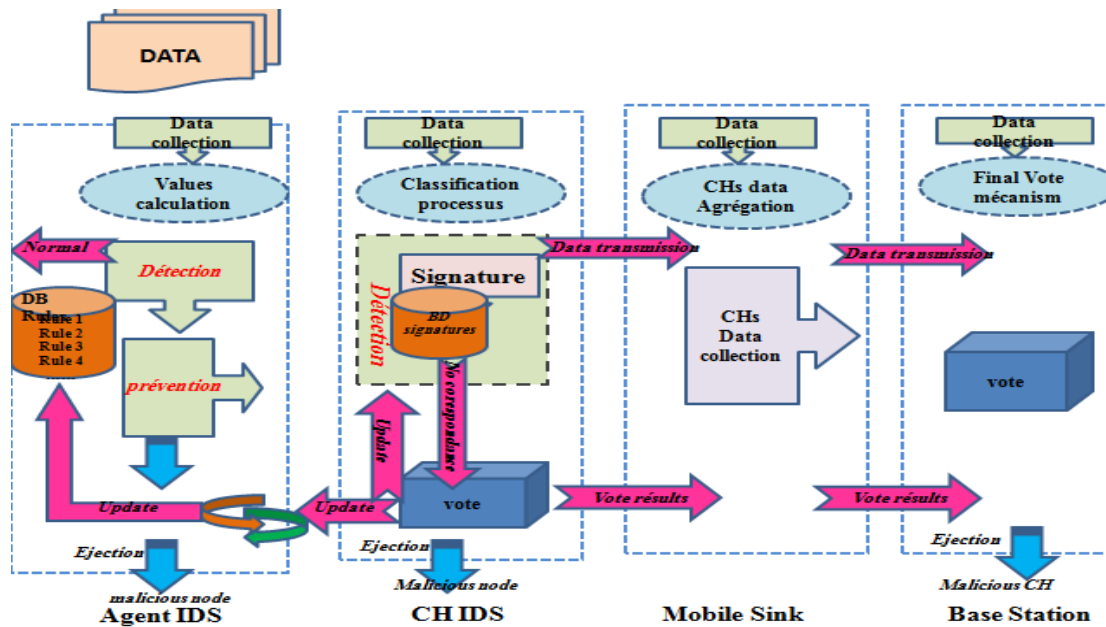 DATA
Data
collection
Values
calculation
Normal
Détection
DB
Rules
Rule 1
Rule 2
Rule 3
Rule 4
......
prévention
Update
Ejection
malicious node
Agent IDS
Data
collection
Classification
processus
Signature
Détection
BD
signatures
No correspondance
Update
vote
Update
Ejection
Malicious node
CH IDS
Data
collection
CHs data
Agrégation
Data transmission
CHs
Data
collection
Vote résults
Mobile Sink
Data
collection
Final Vote
mécanism
Data transmission
vote
Vote résults
Ejection
Malicious CH
Base Station